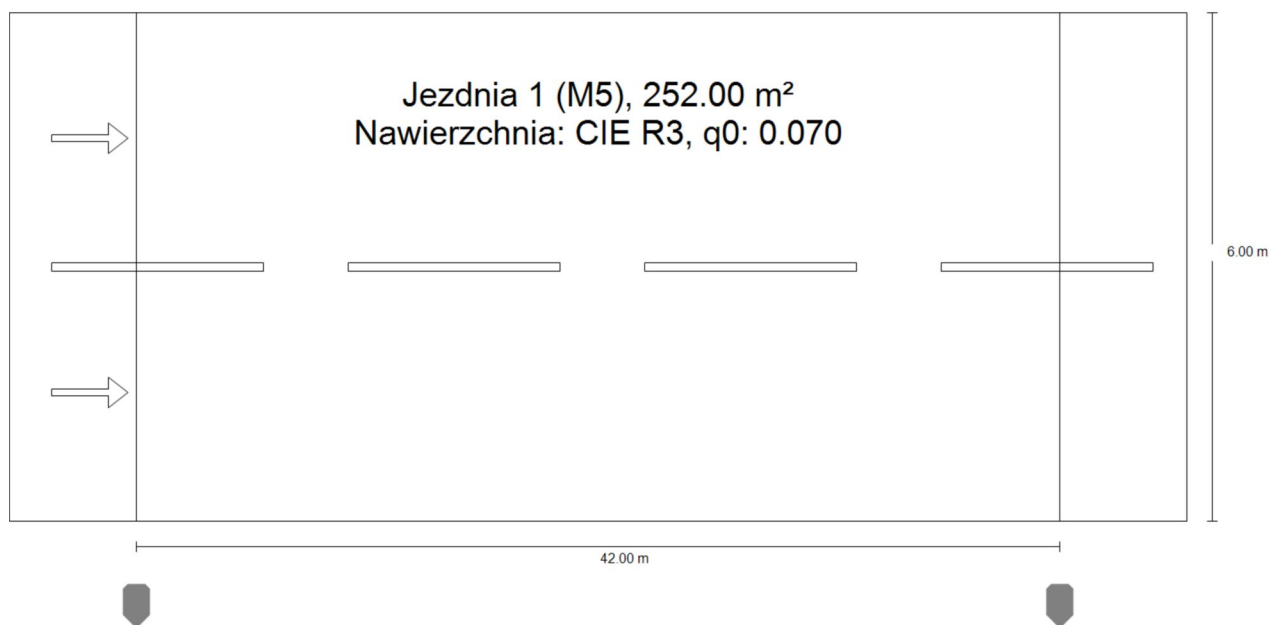 Jezdnia 1 (M5), 252.00 m²
Nawierzchnia: CIE R3, q0: 0.070
6.00 m
42.00 m